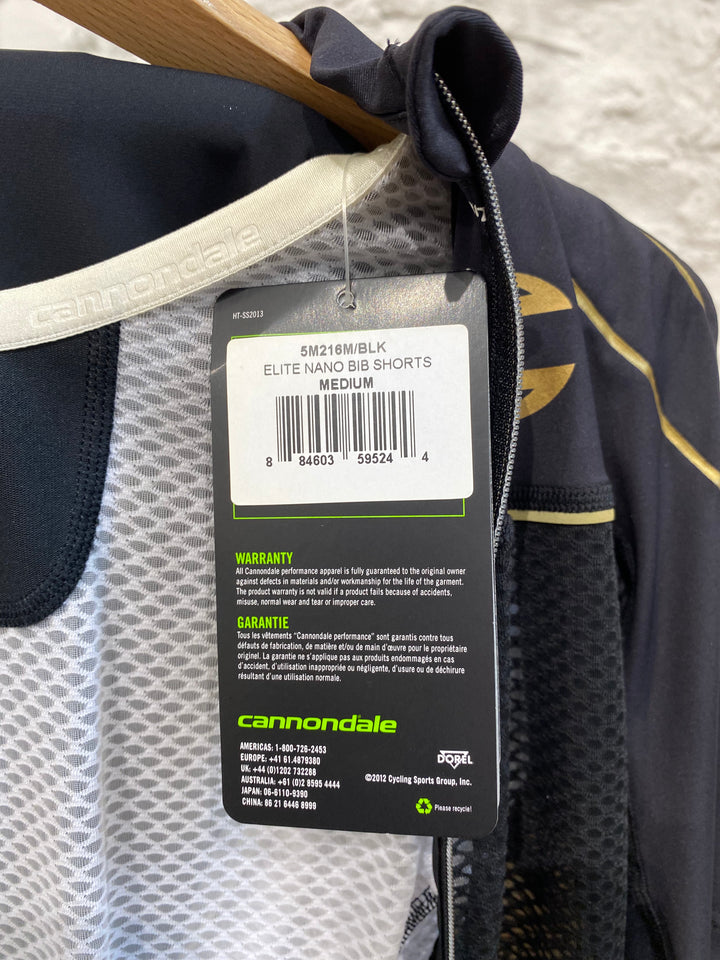 cannondale
HT-SS2013
5M216M/BLK
ELITE NANO BIB SHORTS
MEDIUM
8 84603 59524 4
WARRANTY
All Cannondale performance apparel is fully guaranteed to the original owner
against defects in materials and/or workmanship for the life of the garment.
The product warranty is not valid if a product fails because of accidents,
misuse, normal wear and tear or improper care.
GARANTIE
Tous les vêtements "Cannondale performance" sont garantis contre tous
défauts de fabrication, de matière et/ou de main d'œuvre pour le propriétaire
originel. La garantie ne s'applique pas aux produits endommagés en cas
d'accident, d'utilisation inappropriée ou négligente, d'usure ou de déchirure
résultant d'une utilisation normale.
cannondale
AMERICAS: 1-800-726-2453
EUROPE: +41 61.4879380
UK: +44 (0)1202 732288
AUSTRALIA: +61 (0)2 8595 4444
JAPAN: 06-6110-9390
CHINA: 86 21 6446 8999
DOREL
©2012 Cycling Sports Group, Inc.
Please recycle!